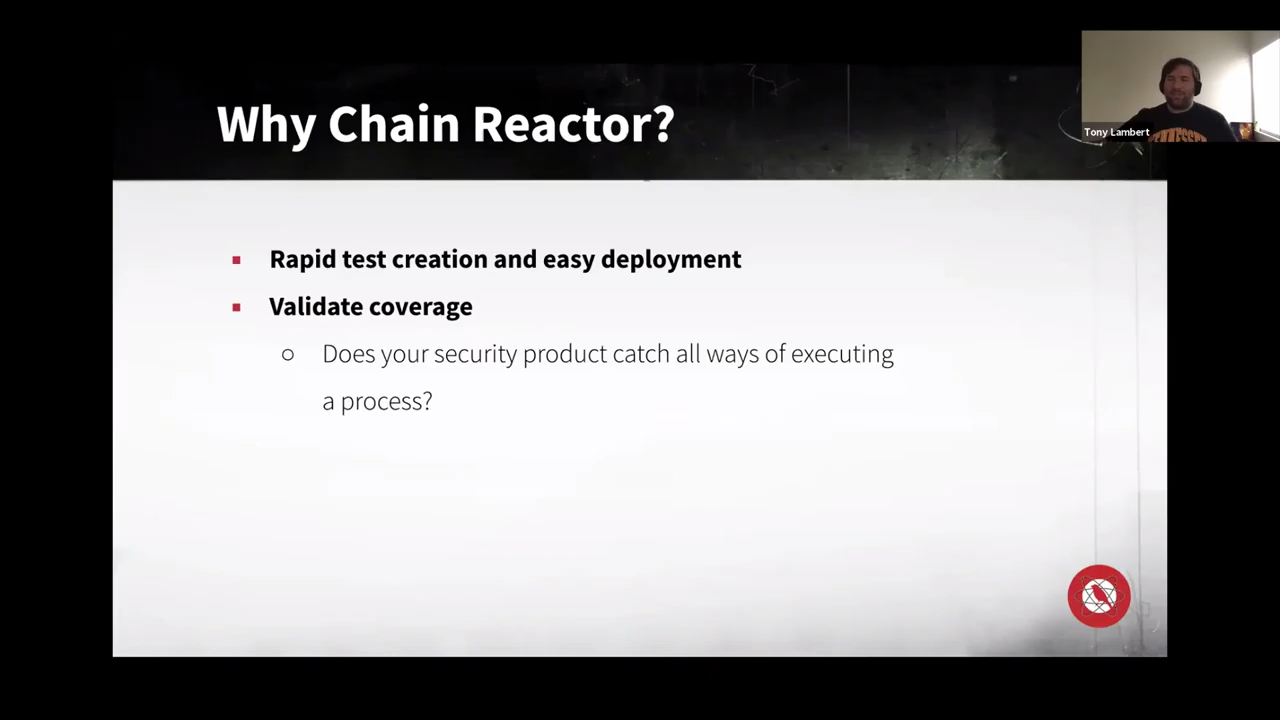 Why Chain Reactor?
Tony Lambert
▪ Rapid test creation and easy deployment
▪ Validate coverage
○ Does your security product catch all ways of executing
a process?